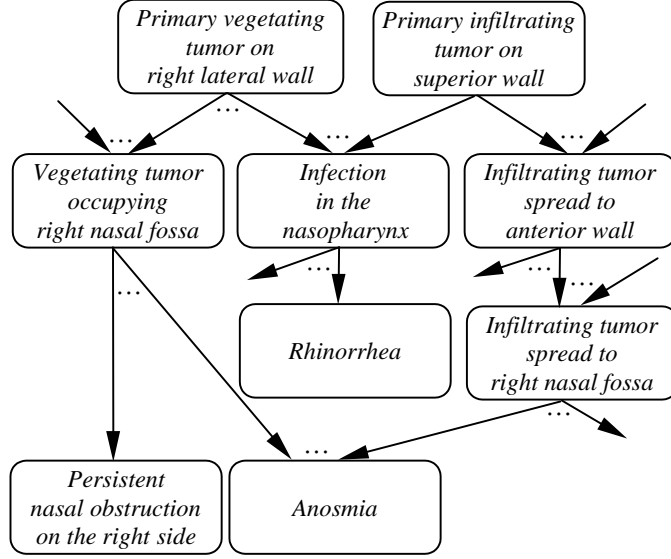 Primary vegetating
tumor on
right lateral wall
Primary infiltrating
tumor on
superior wall
...
...
...
...
Vegetating tumor
occupying
right nasal fossa
Infection
in the
nasopharynx
Infiltrating tumor
spread to
anterior wall
...
...
...
...
Rhinorrhea
Infiltrating tumor
spread to
right nasal fossa
...
...
Persistent
nasal obstruction
on the right side
Anosmia